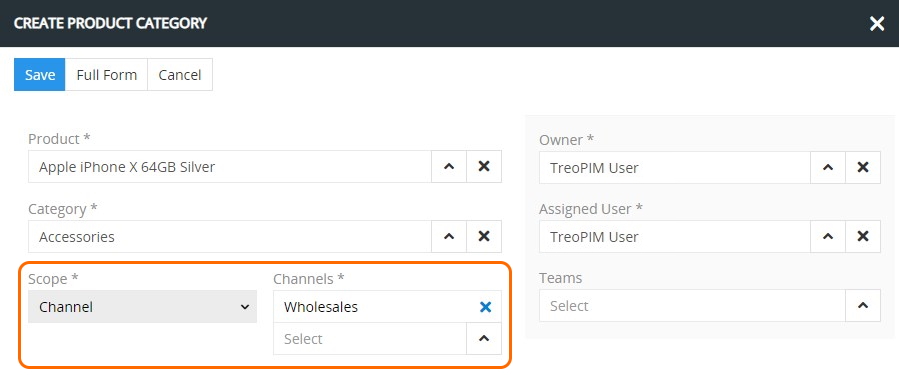 CREATE PRODUCT CATEGORY
Save Full Form Cancel
Product *
Apple iPhone X 64GB Silver
Category *
Accessories
Scope *
Channel
Channels *
Wholesales
Select
Owner *
TreoPIM User
Assigned User *
TreoPIM User
Teams
Select